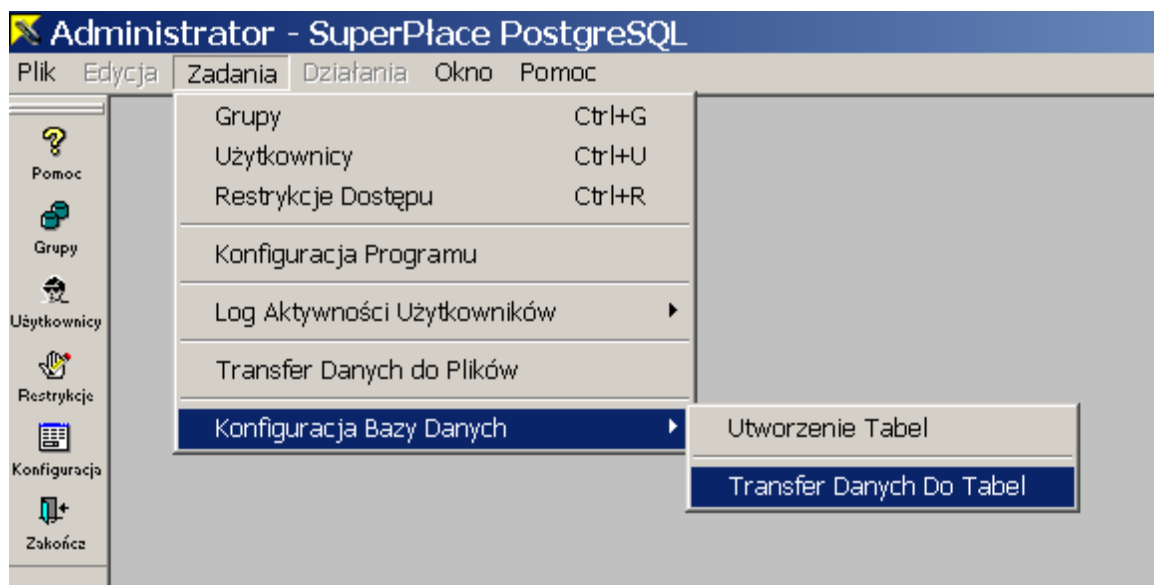 Administrator - SuperPłace PostgreSQL
Plik Edycja Zadania Działania Okno Pomoc
Grupy Ctrl+G
Użytkownicy Ctrl+U
Restrykcje Dostępu Ctrl+R
Konfiguracja Programu
Log Aktywności Użytkowników
Transfer Danych do Plików
Konfiguracja Bazy Danych
Utworzenie Tabel
Transfer Danych Do Tabel
Pomoc
Grupy
Użytkownicy
Restrykcje
Konfiguracja
Zakończ